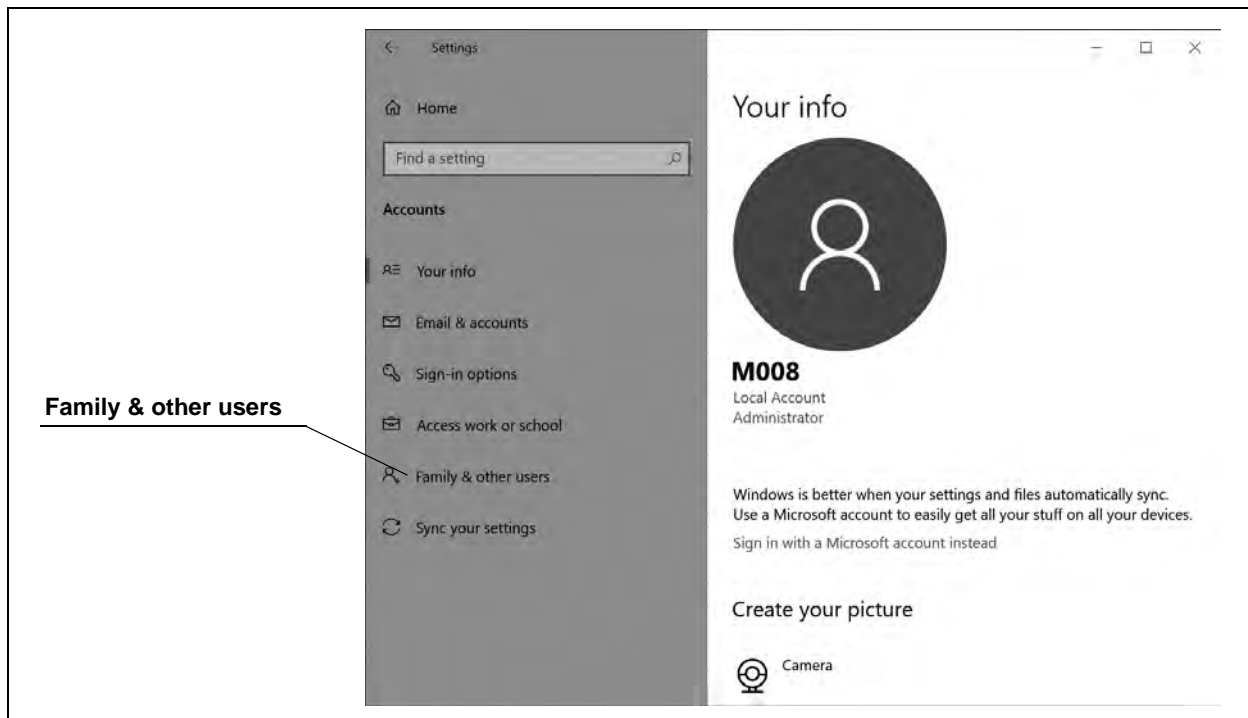 Settings
Home
Find a setting
Accounts
Your info
Email & accounts
Sign-in options
Access work or school
Family & other users
Family & other users
Sync your settings
Your info
M008
Local Account
Administrator
Windows is better when your settings and files automatically sync.
Use a Microsoft account to easily get all your stuff on all your devices.
Sign in with a Microsoft account instead
Create your picture
Camera